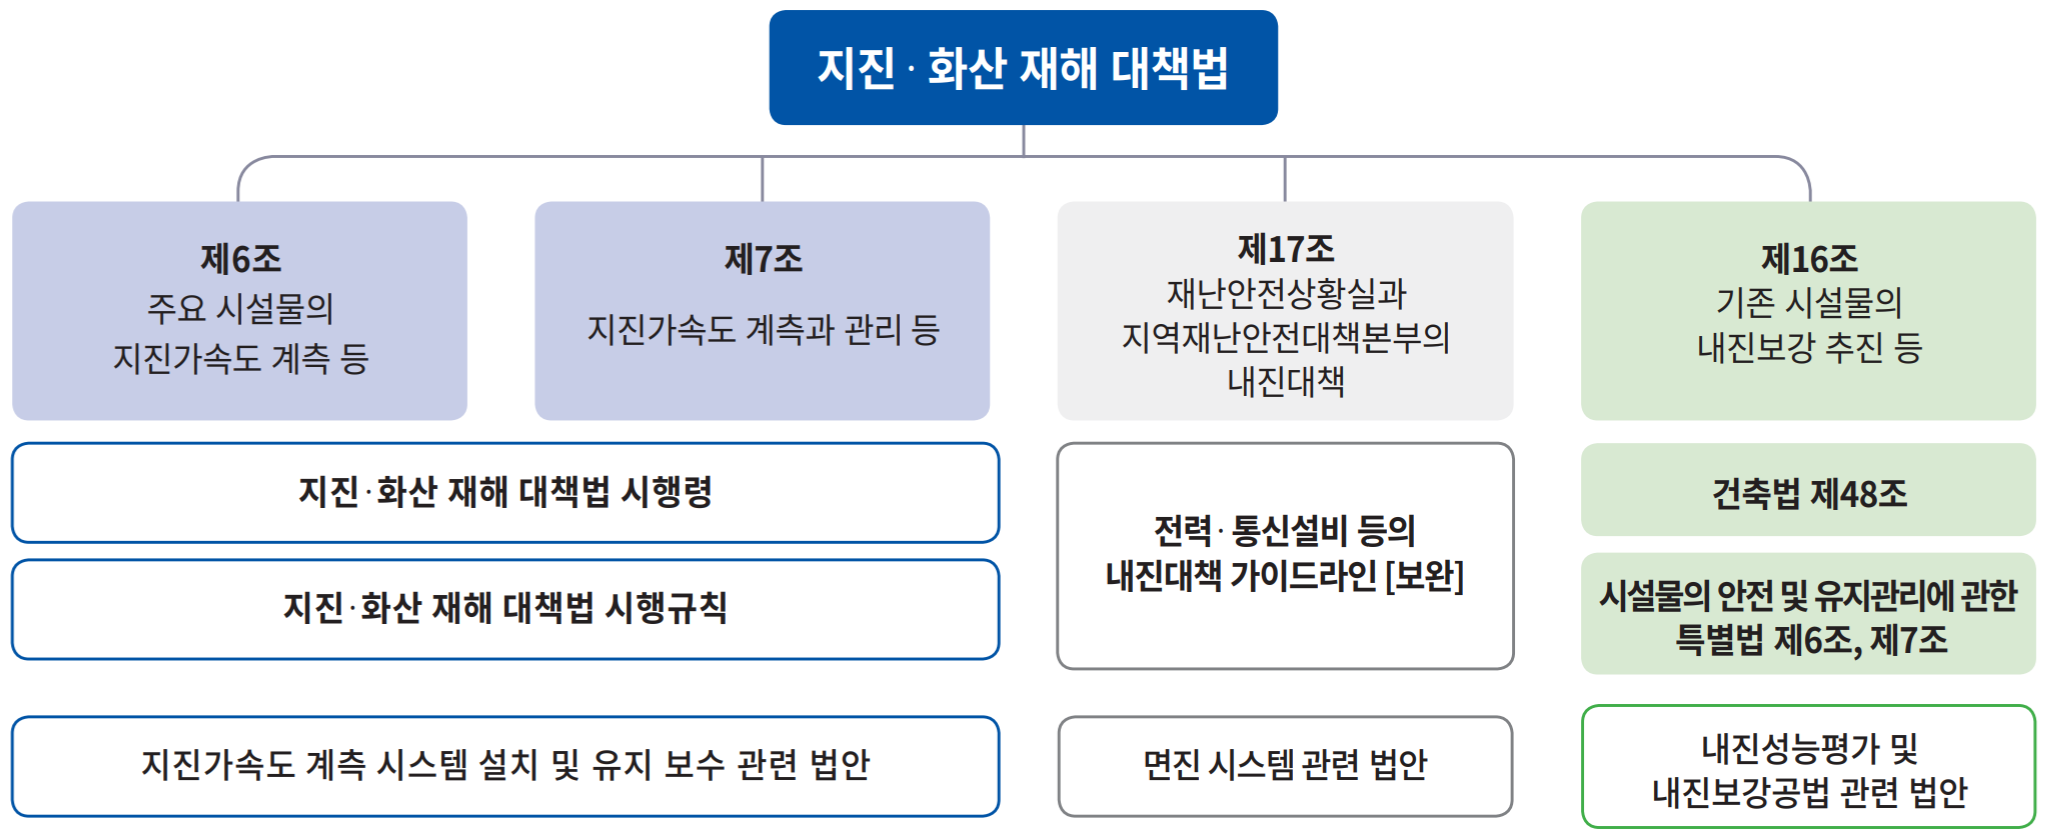 지진·화산 재해 대책법
제6조
주요 시설물의
지진가속도 계측 등
제7조
지진가속도 계측과 관리 등
제17조
재난안전상황실과
지역재난안전대책본부의
내진대책
제16조
기존 시설물의
내진보강 추진 등
지진·화산 재해 대책법 시행령
지진·화산 재해 대책법 시행규칙
전력·통신설비 등의
내진대책 가이드라인 [보완]
건축법 제48조
시설물의 안전 및 유지관리에 관한
특별법 제6조, 제7조
지진가속도 계측 시스템 설치 및 유지 보수 관련 법안
면진 시스템 관련 법안
내진성능평가 및
내진보강공법 관련 법안